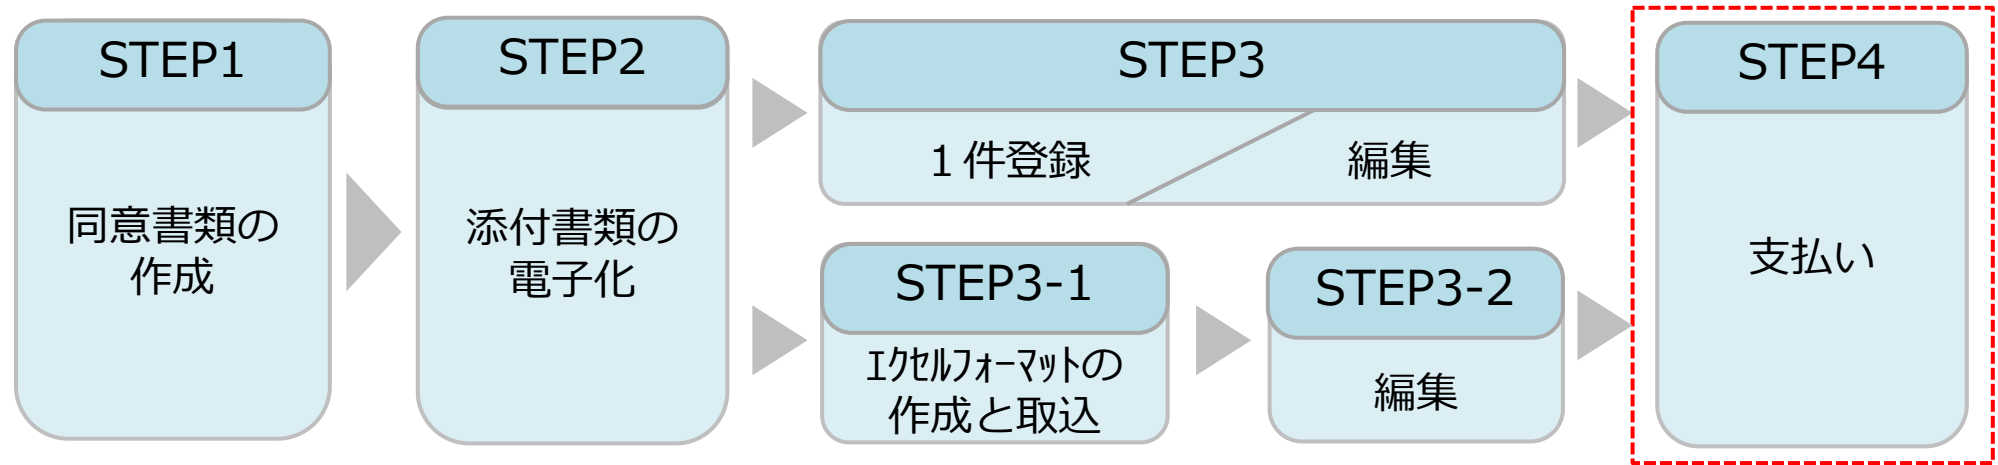 STEP1
同意書類の
作成
STEP2
添付書類の
電子化
STEP3
１件登録
編集
STEP3-1
ｴｸｾﾙﾌｫｰﾏｯﾄの
作成と取込
STEP3-2
編集
STEP4
支払い